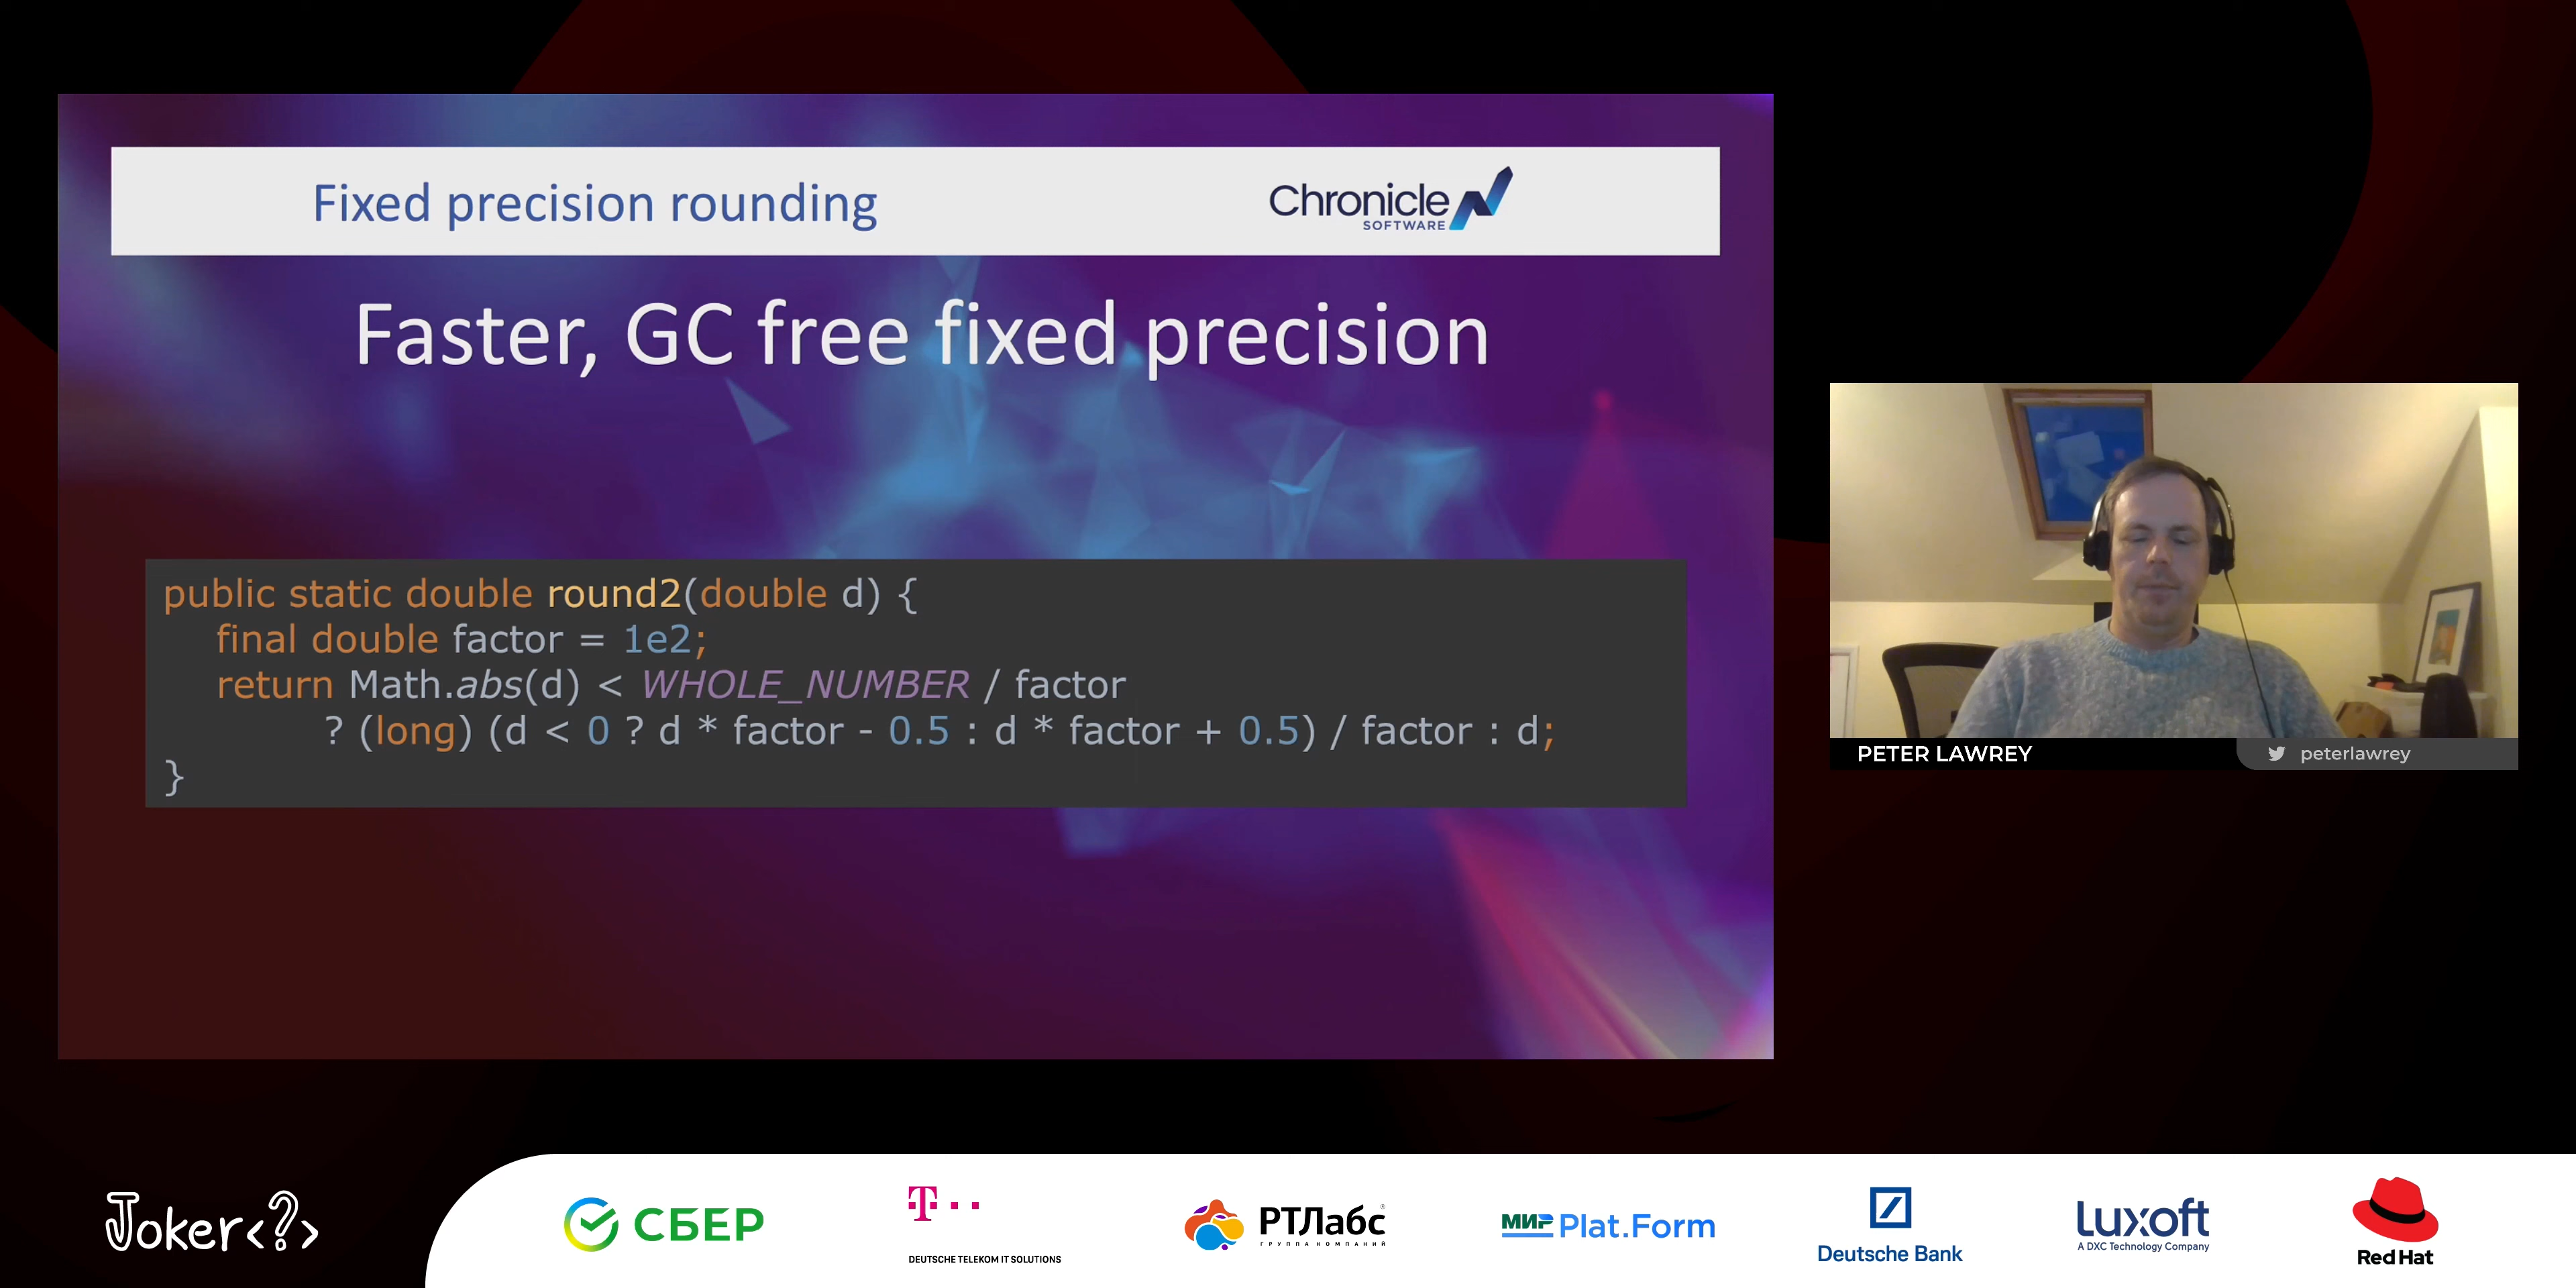 Fixed precision rounding
Chronicle
SOFTWARE
Faster, GC free fixed precision
public static double round2(double d) {
final double factor = 1e2;
return Math.abs(d) < WHOLE_NUMBER / factor
? (long) (d < 0 ? d * factor - 0.5 : d * factor + 0.5) / factor : d;
}
PETER LAWREY
peterlawrey
Joker<?>
СБЕР
T
DEUTSCHE TELEKOM IT SOLUTIONS
РТЛабс
ГРУППА КОМПАНИЙ
МИР Plat.Form
Deutsche Bank
Luxoft
A DXC Technology Company
Red Hat